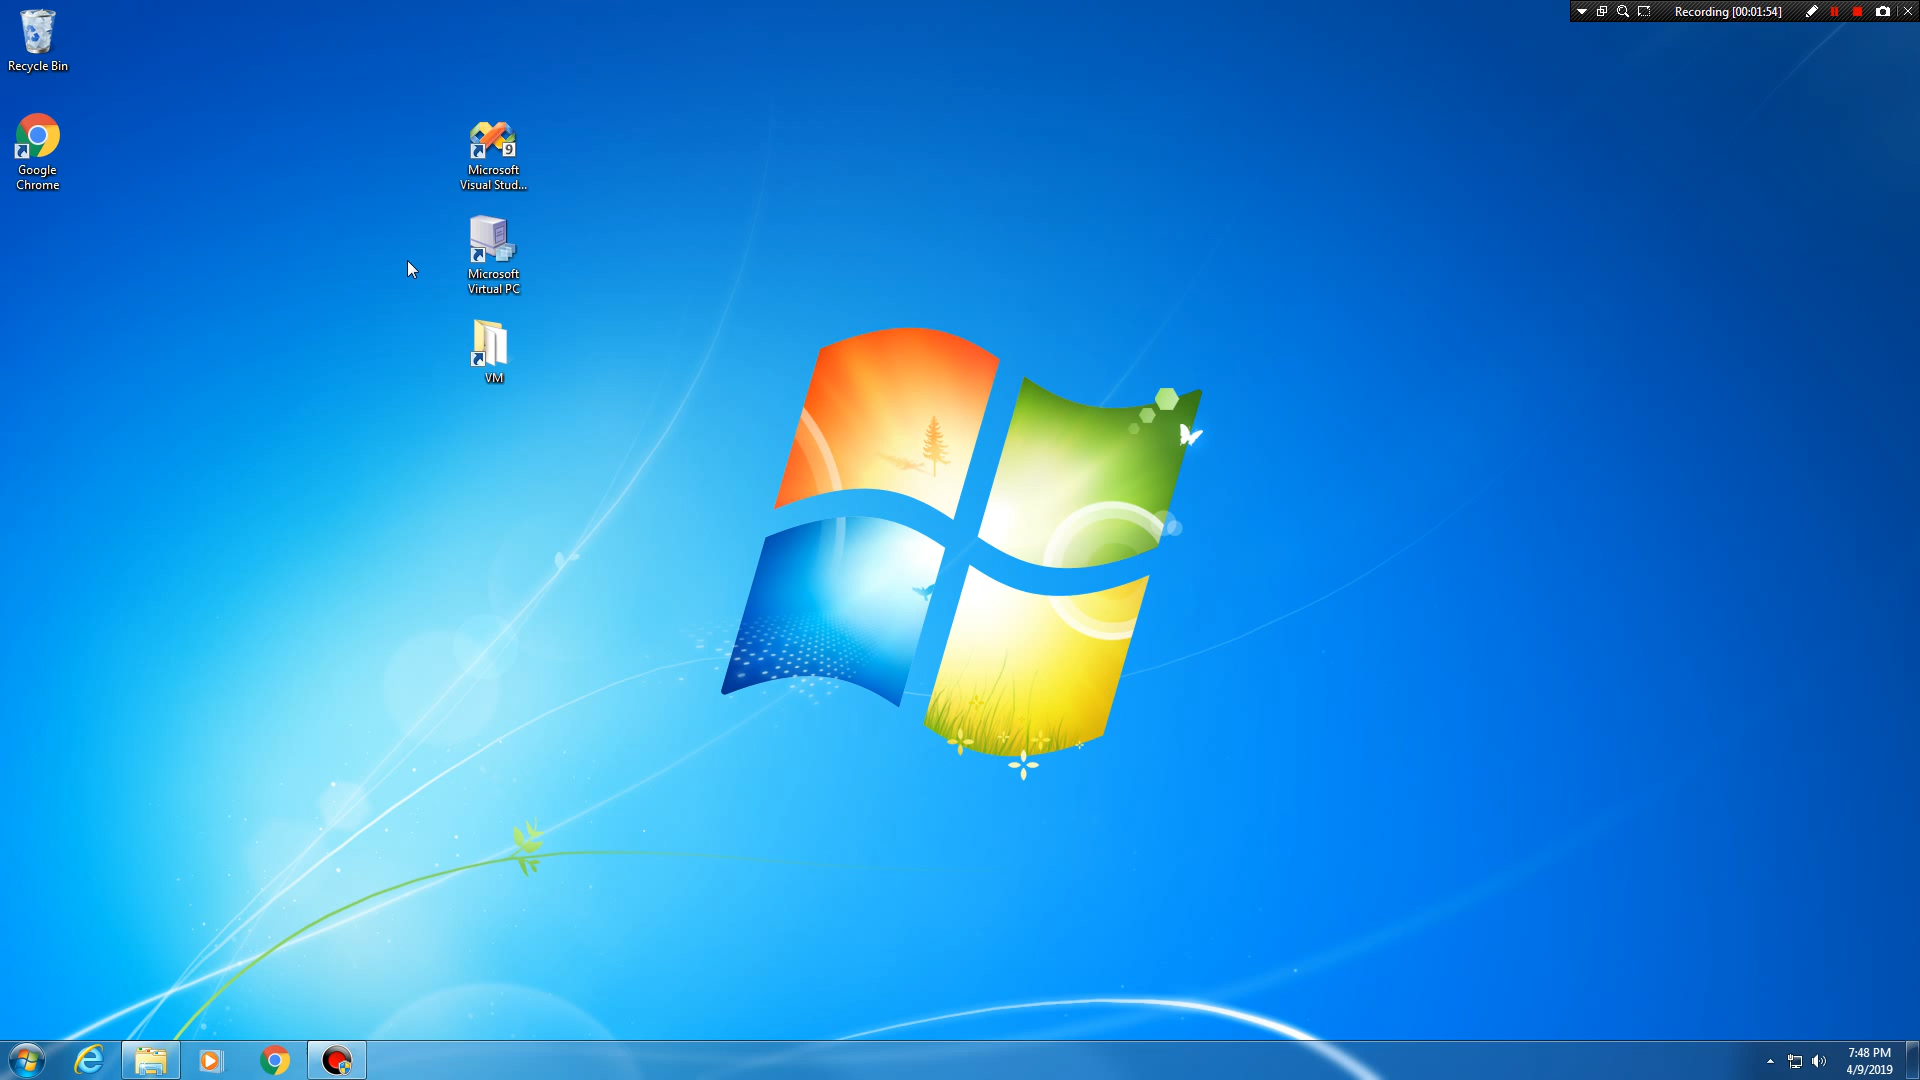 Recording [00:01:54]
Recycle Bin
Google
Chrome
9
Microsoft
Visual Stud...
Microsoft
Virtual PC
VM
7:48 PM
4/9/2019